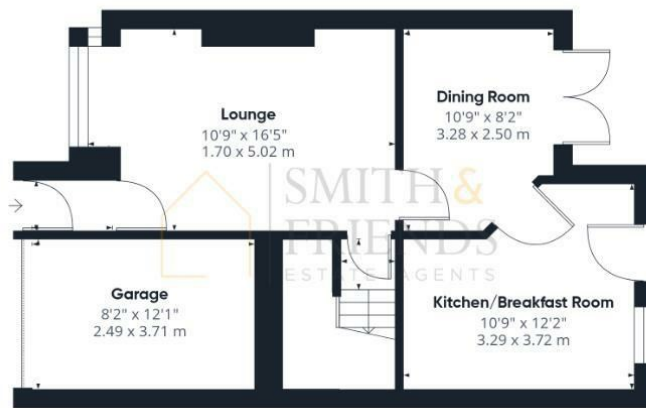 Lounge
10'9" x 16'5"
1.70 x 5.02 m
Dining Room
10'9" x 8'2"
3.28 x 2.50 m
SMITH &
FRIENDS
ESTATE AGENTS
Garage
8'2" x 12'1"
2.49 x 3.71 m
Kitchen/Breakfast Room
10'9" x 12'2"
3.29 x 3.72 m